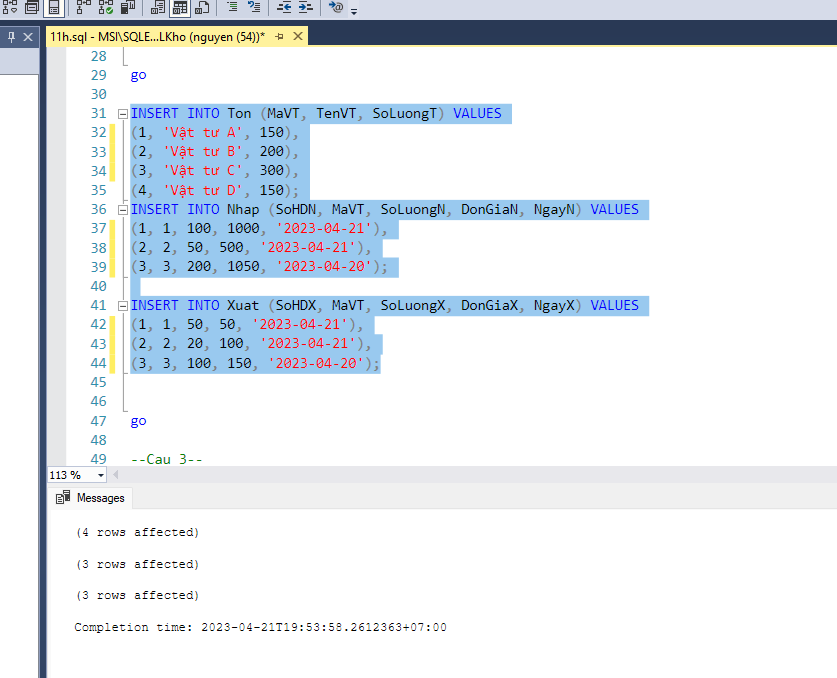 11h.sql - MSI\SQLE...LKho (nguyen (54))*
28
29 go
30
31 INSERT INTO Ton (MaVT, TenVT, SoLuongT) VALUES
32 (1, 'Vật tư A', 150),
33 (2, 'Vật tư B', 200),
34 (3, 'Vật tư C', 300),
35 (4, 'Vật tư D', 150);
36 INSERT INTO Nhap (SoHDN, MaVT, SoLuongN, DonGiaN, NgayN) VALUES
37 (1, 1, 100, 1000, '2023-04-21'),
38 (2, 2, 50, 500, '2023-04-21'),
39 (3, 3, 200, 1050, '2023-04-20');
40
41 INSERT INTO Xuat (SoHDX, MaVT, SoLuongX, DonGiaX, NgayX) VALUES
42 (1, 1, 50, 50, '2023-04-21'),
43 (2, 2, 20, 100, '2023-04-21'),
44 (3, 3, 100, 150, '2023-04-20');
45
46
47 go
48
49 --Cau 3--
113 %
Messages
(4 rows affected)
(3 rows affected)
(3 rows affected)
Completion time: 2023-04-21T19:53:58.2612363+07:00